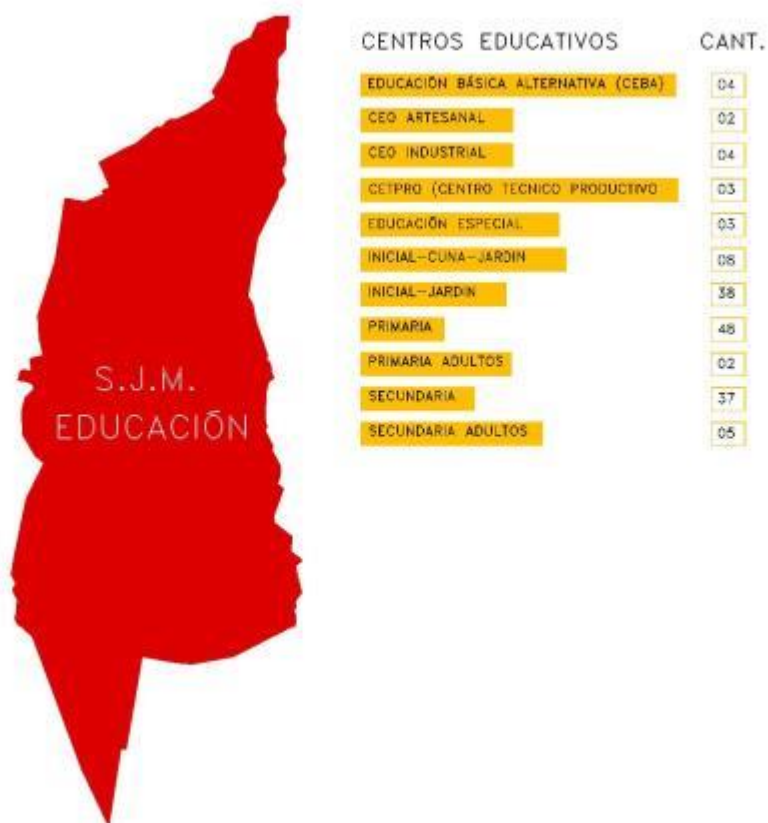 CENTROS EDUCATIVOS CANT.
EDUCACIÓN BÁSICA ALTERNATIVA (CEBA) 04
CEO ARTESANAL 02
CEO INDUSTRIAL 04
CETPRO (CENTRO TECNICO PRODUCTIVO 03
EDUCACIÓN ESPECIAL 03
INICIAL-CUNA-JARDIN 08
INICIAL-JARDIN 38
PRIMARIA 48
PRIMARIA ADULTOS 02
SECUNDARIA 37
SECUNDARIA ADULTOS 05
S.J.M.
EDUCACIÓN